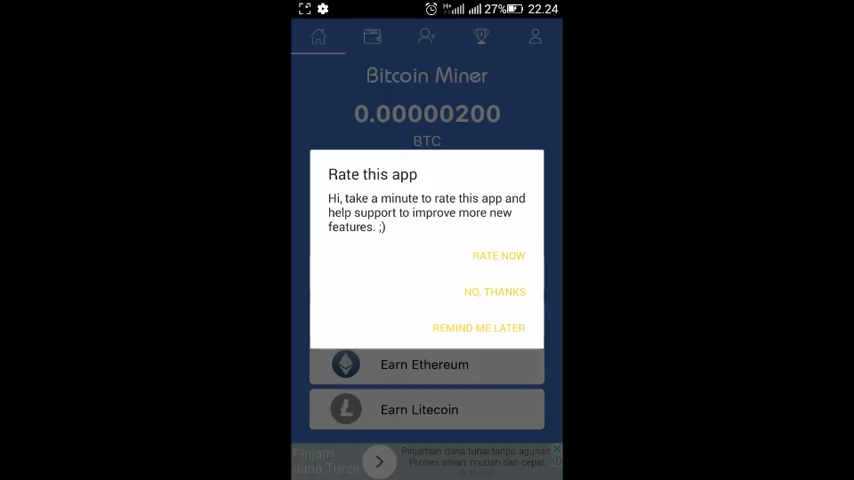 27% 22.24
Bitcoin Miner
0.00000200
BTC
Rate this app
Hi, take a minute to rate this app and
help support to improve more new
features. ;)
RATE NOW
NO, THANKS
REMIND ME LATER
Earn Ethereum
Earn Litecoin
Pinjam
dana Tunai
Pinjaman dana tunai tanpa agunan
Proses aman, mudah dan cepat